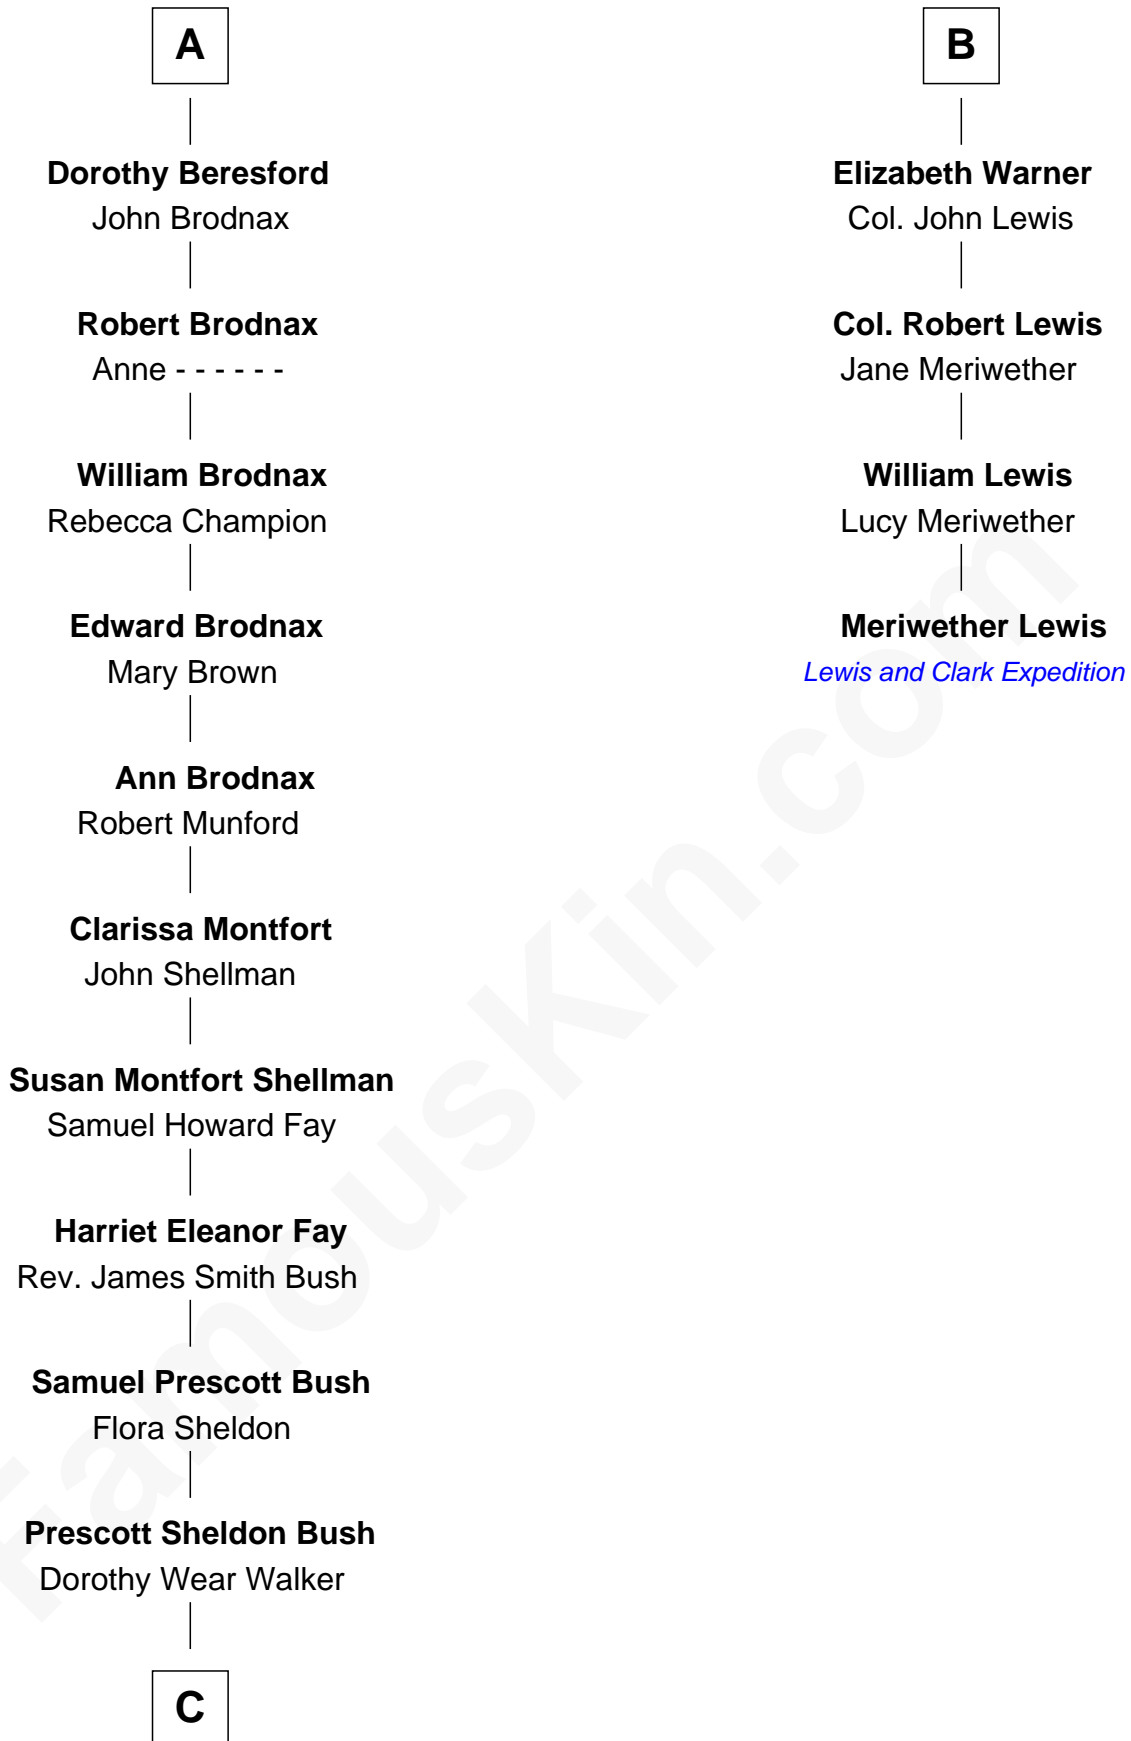 A
Dorothy Beresford
John Brodnax
Robert Brodnax
Anne - - - - - -
William Brodnax
Rebecca Champion
Edward Brodnax
Mary Brown
Ann Brodnax
Robert Munford
Clarissa Montfort
John Shellman
Susan Montfort Shellman
Samuel Howard Fay
Harriet Eleanor Fay
Rev. James Smith Bush
Samuel Prescott Bush
Flora Sheldon
Prescott Sheldon Bush
Dorothy Wear Walker
C
B
Elizabeth Warner
Col. John Lewis
Col. Robert Lewis
Jane Meriwether
William Lewis
Lucy Meriwether
Meriwether Lewis
Lewis and Clark Expedition
FamousKin.com